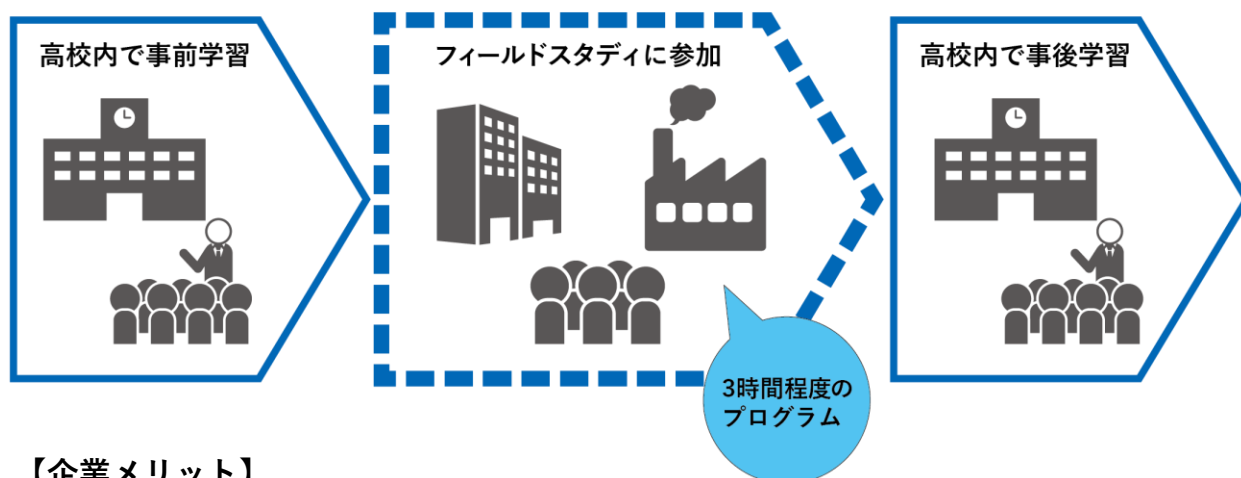 高校内で事前学習
フィールドスタディに参加
高校内で事後学習
3時間程度の
プログラム
【企業メリット】